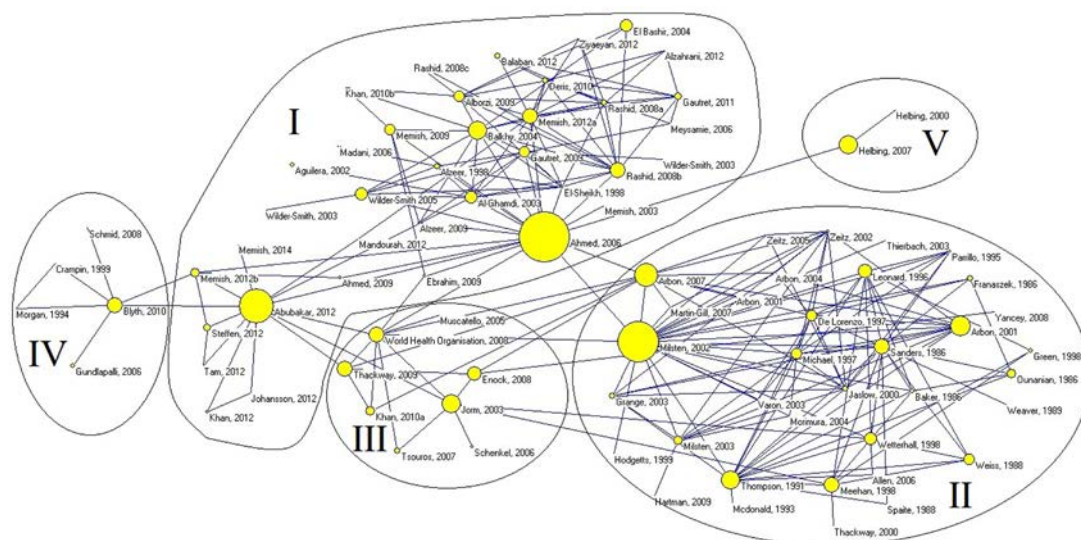 El Bashir, 2004
Ziyaeyan, 2012
Alzahrani, 2012
Balaban, 2012
Rashid, 2008c
Deris, 2010
Khan, 2010b
Alborzi, 2009
Rashid, 2008a
Gautret, 2011
I
Memish, 2012a
Memish, 2009
Balkhy, 2004
Meysamie, 2006
Madani, 2006
Gautret, 2009
Wilder-Smith, 2003
Aguilera, 2002
Alzeer, 1998
Rashid, 2008b
El-Sheikh, 1998
Wilder-Smith 2005
Al-Ghamdi, 2003
Memish, 2003
Wilder-Smith, 2003
Alzeer, 2009
Mandourah, 2012
Ahmed, 2006
Memish, 2014
Memish, 2012b
Ahmed, 2009
Ebrahim, 2009
Abubakar, 2012
Steffen, 2012
Tam, 2012
Johansson, 2012
Khan, 2012
Helbing, 2000
Helbing, 2007
V
Schmid, 2008
Crampin, 1999
Morgan, 1994
Blyth, 2010
IV
Gundlapalli, 2006
Muscatello, 2005
World Health Organisation, 2008
Thackway, 2009
Enock, 2008
Khan, 2010a
Jorm, 2003
III
Tsouros, 2007
Schenkel, 2006
Zeitz, 2005
Zeitz, 2002
Thierbach, 2003
Parrillo, 1995
Arbon, 2007
Arbon, 2004
Leonard, 1996
Franaszek, 1986
Arbon, 2001
Martin-Gill, 2007
De Lorenzo, 1997
Yancey, 2008
Arbon, 2001
Milsten, 2002
Michael, 1997
Sanders, 1986
Green, 1998
Ounanian, 1986
Grange, 2003
Varon, 2003
Jaslow, 2000
Baker, 1986
Weaver, 1989
Morimura, 2004
Milsten, 2003
Wetterhall, 1998
Hodgetts, 1999
Weiss, 1988
Thompson, 1991
Meehan, 1998
Allen, 2006
II
Hartman, 2009
Mcdonald, 1993
Spaite, 1988
Thackway, 2000